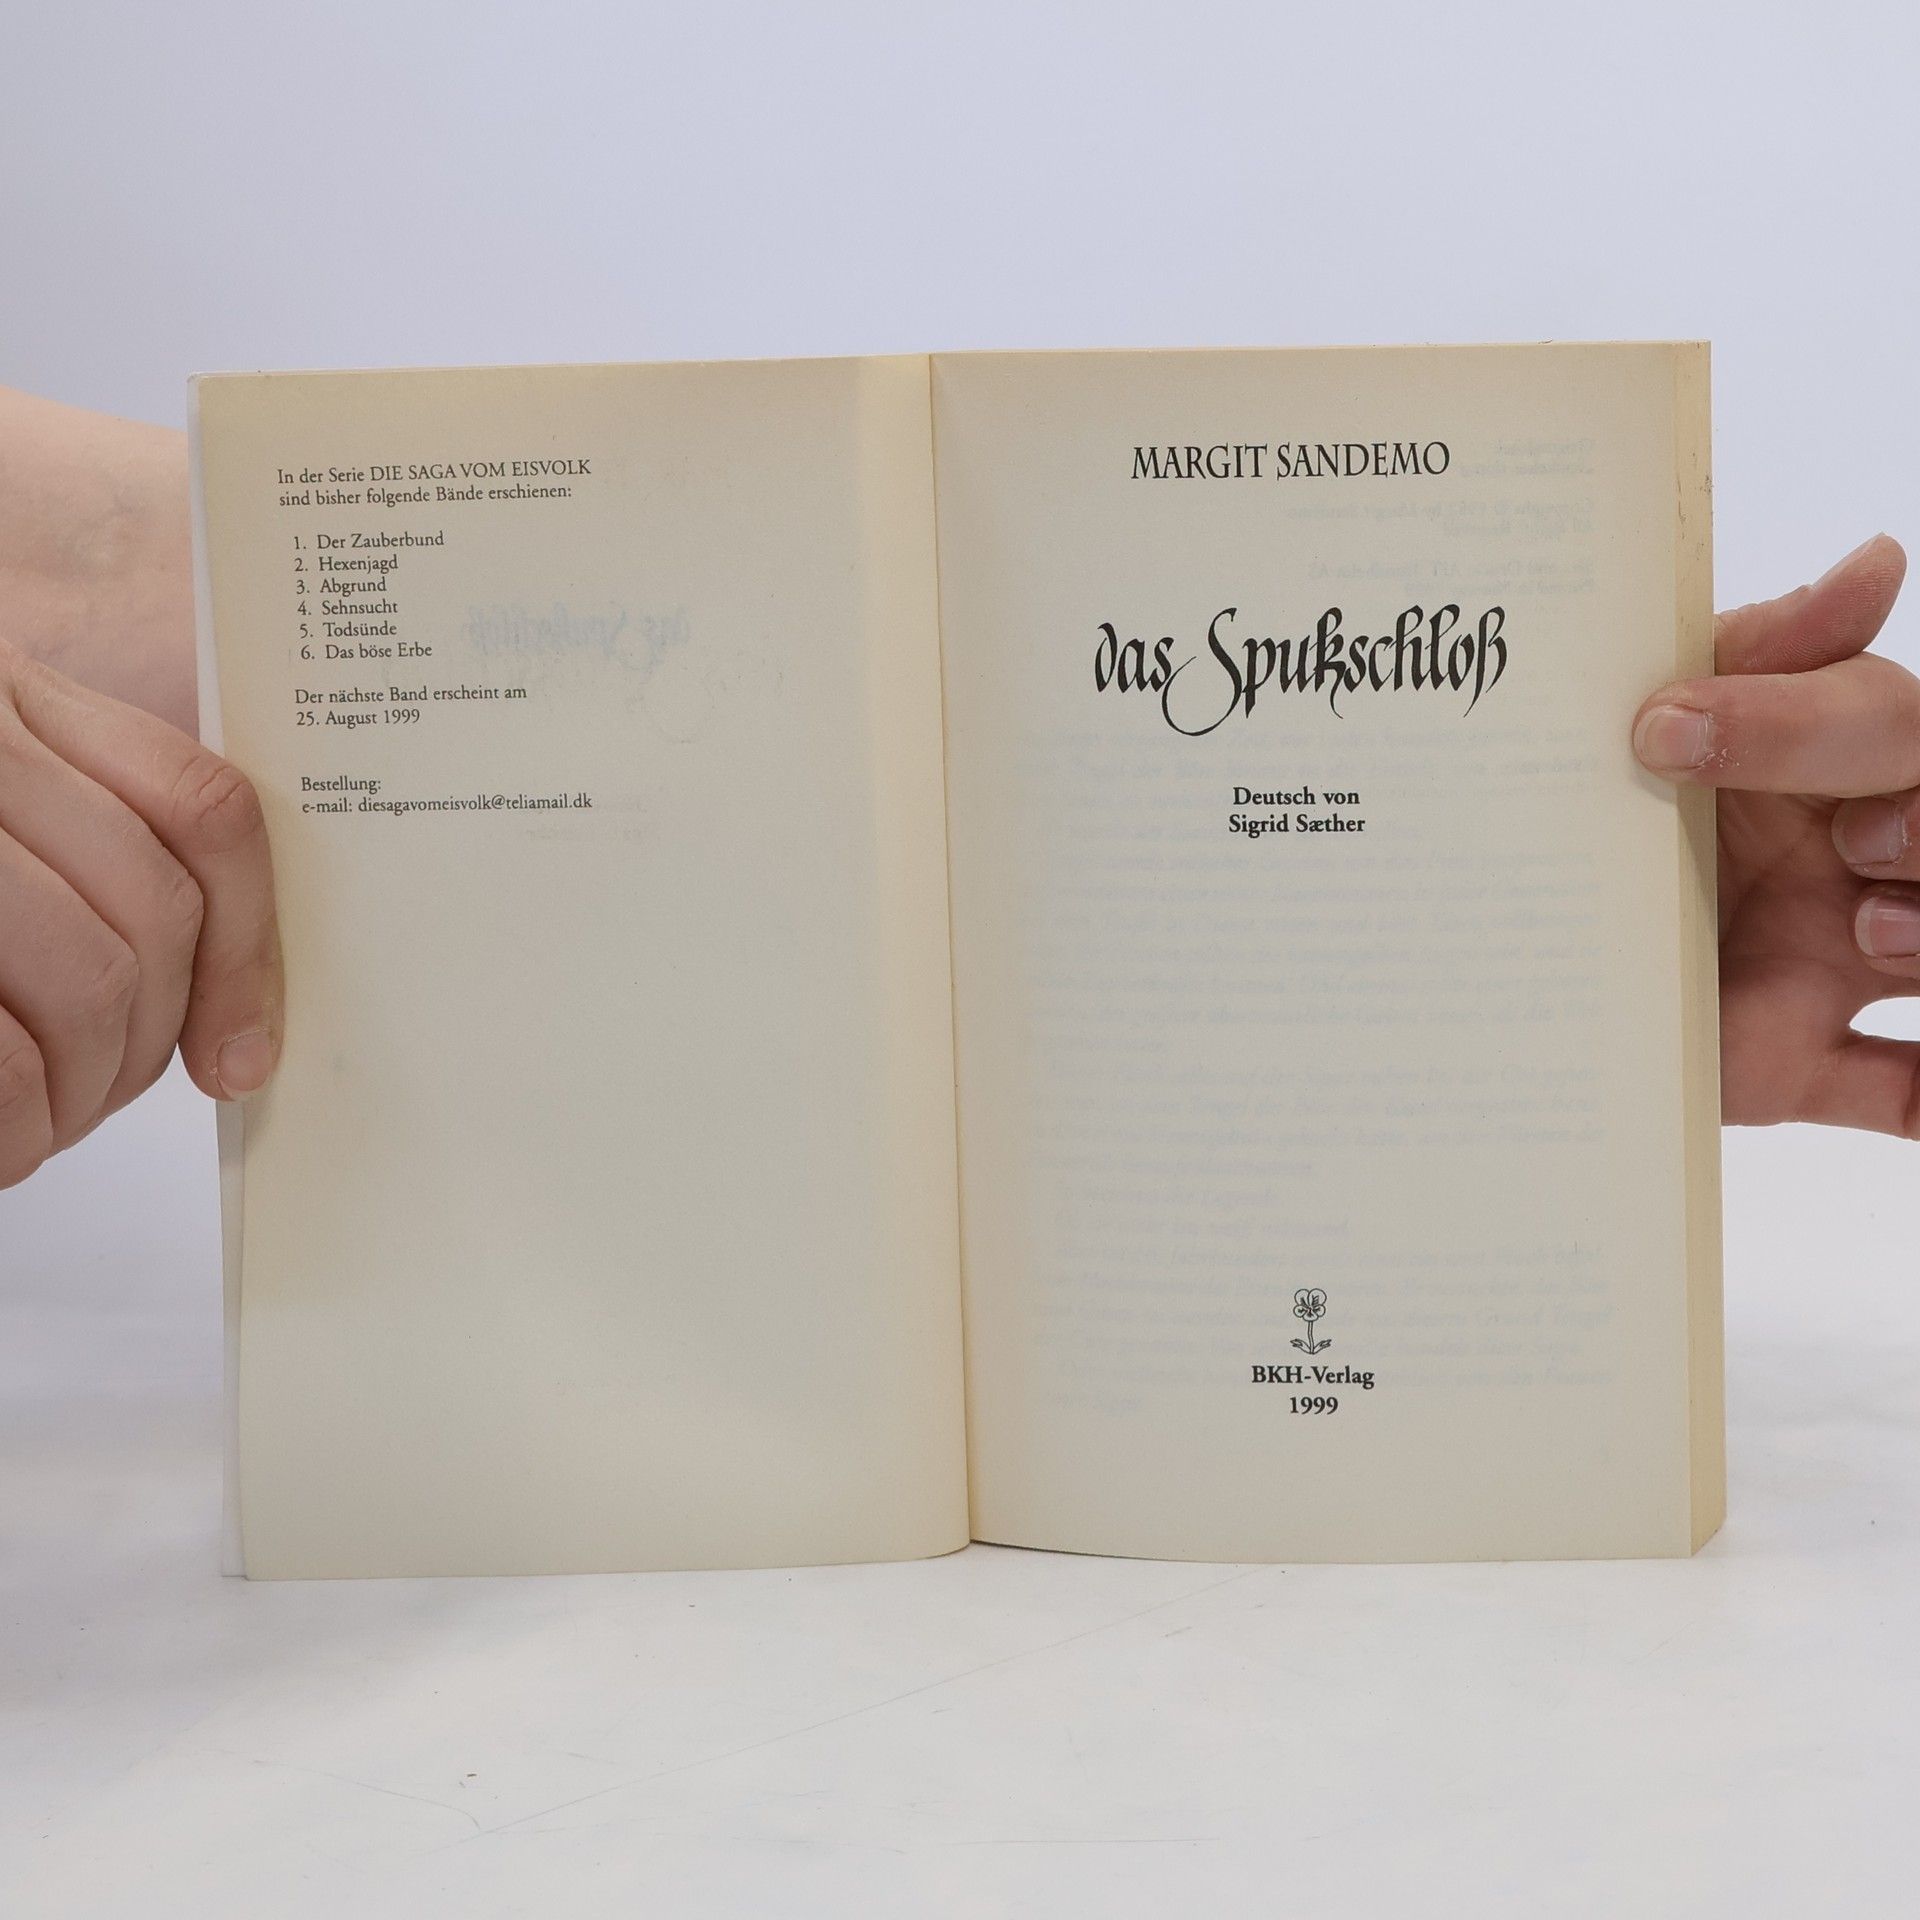 In der Serie DIE SAGA VOM EISVOLK
sind bisher folgende Bände erschienen:
1. Der Zauberbund
2. Hexenjagd
3. Abgrund
4. Sehnsucht
5. Todsünde
6. Das böse Erbe
Der nächste Band erscheint am
25. August 1999
Bestellung:
e-mail: diesagavomeisvolk@teliamail.dk
MARGIT SANDEMO
das Spukschloß
Deutsch von
Sigrid Sæther
BKH-Verlag
1999